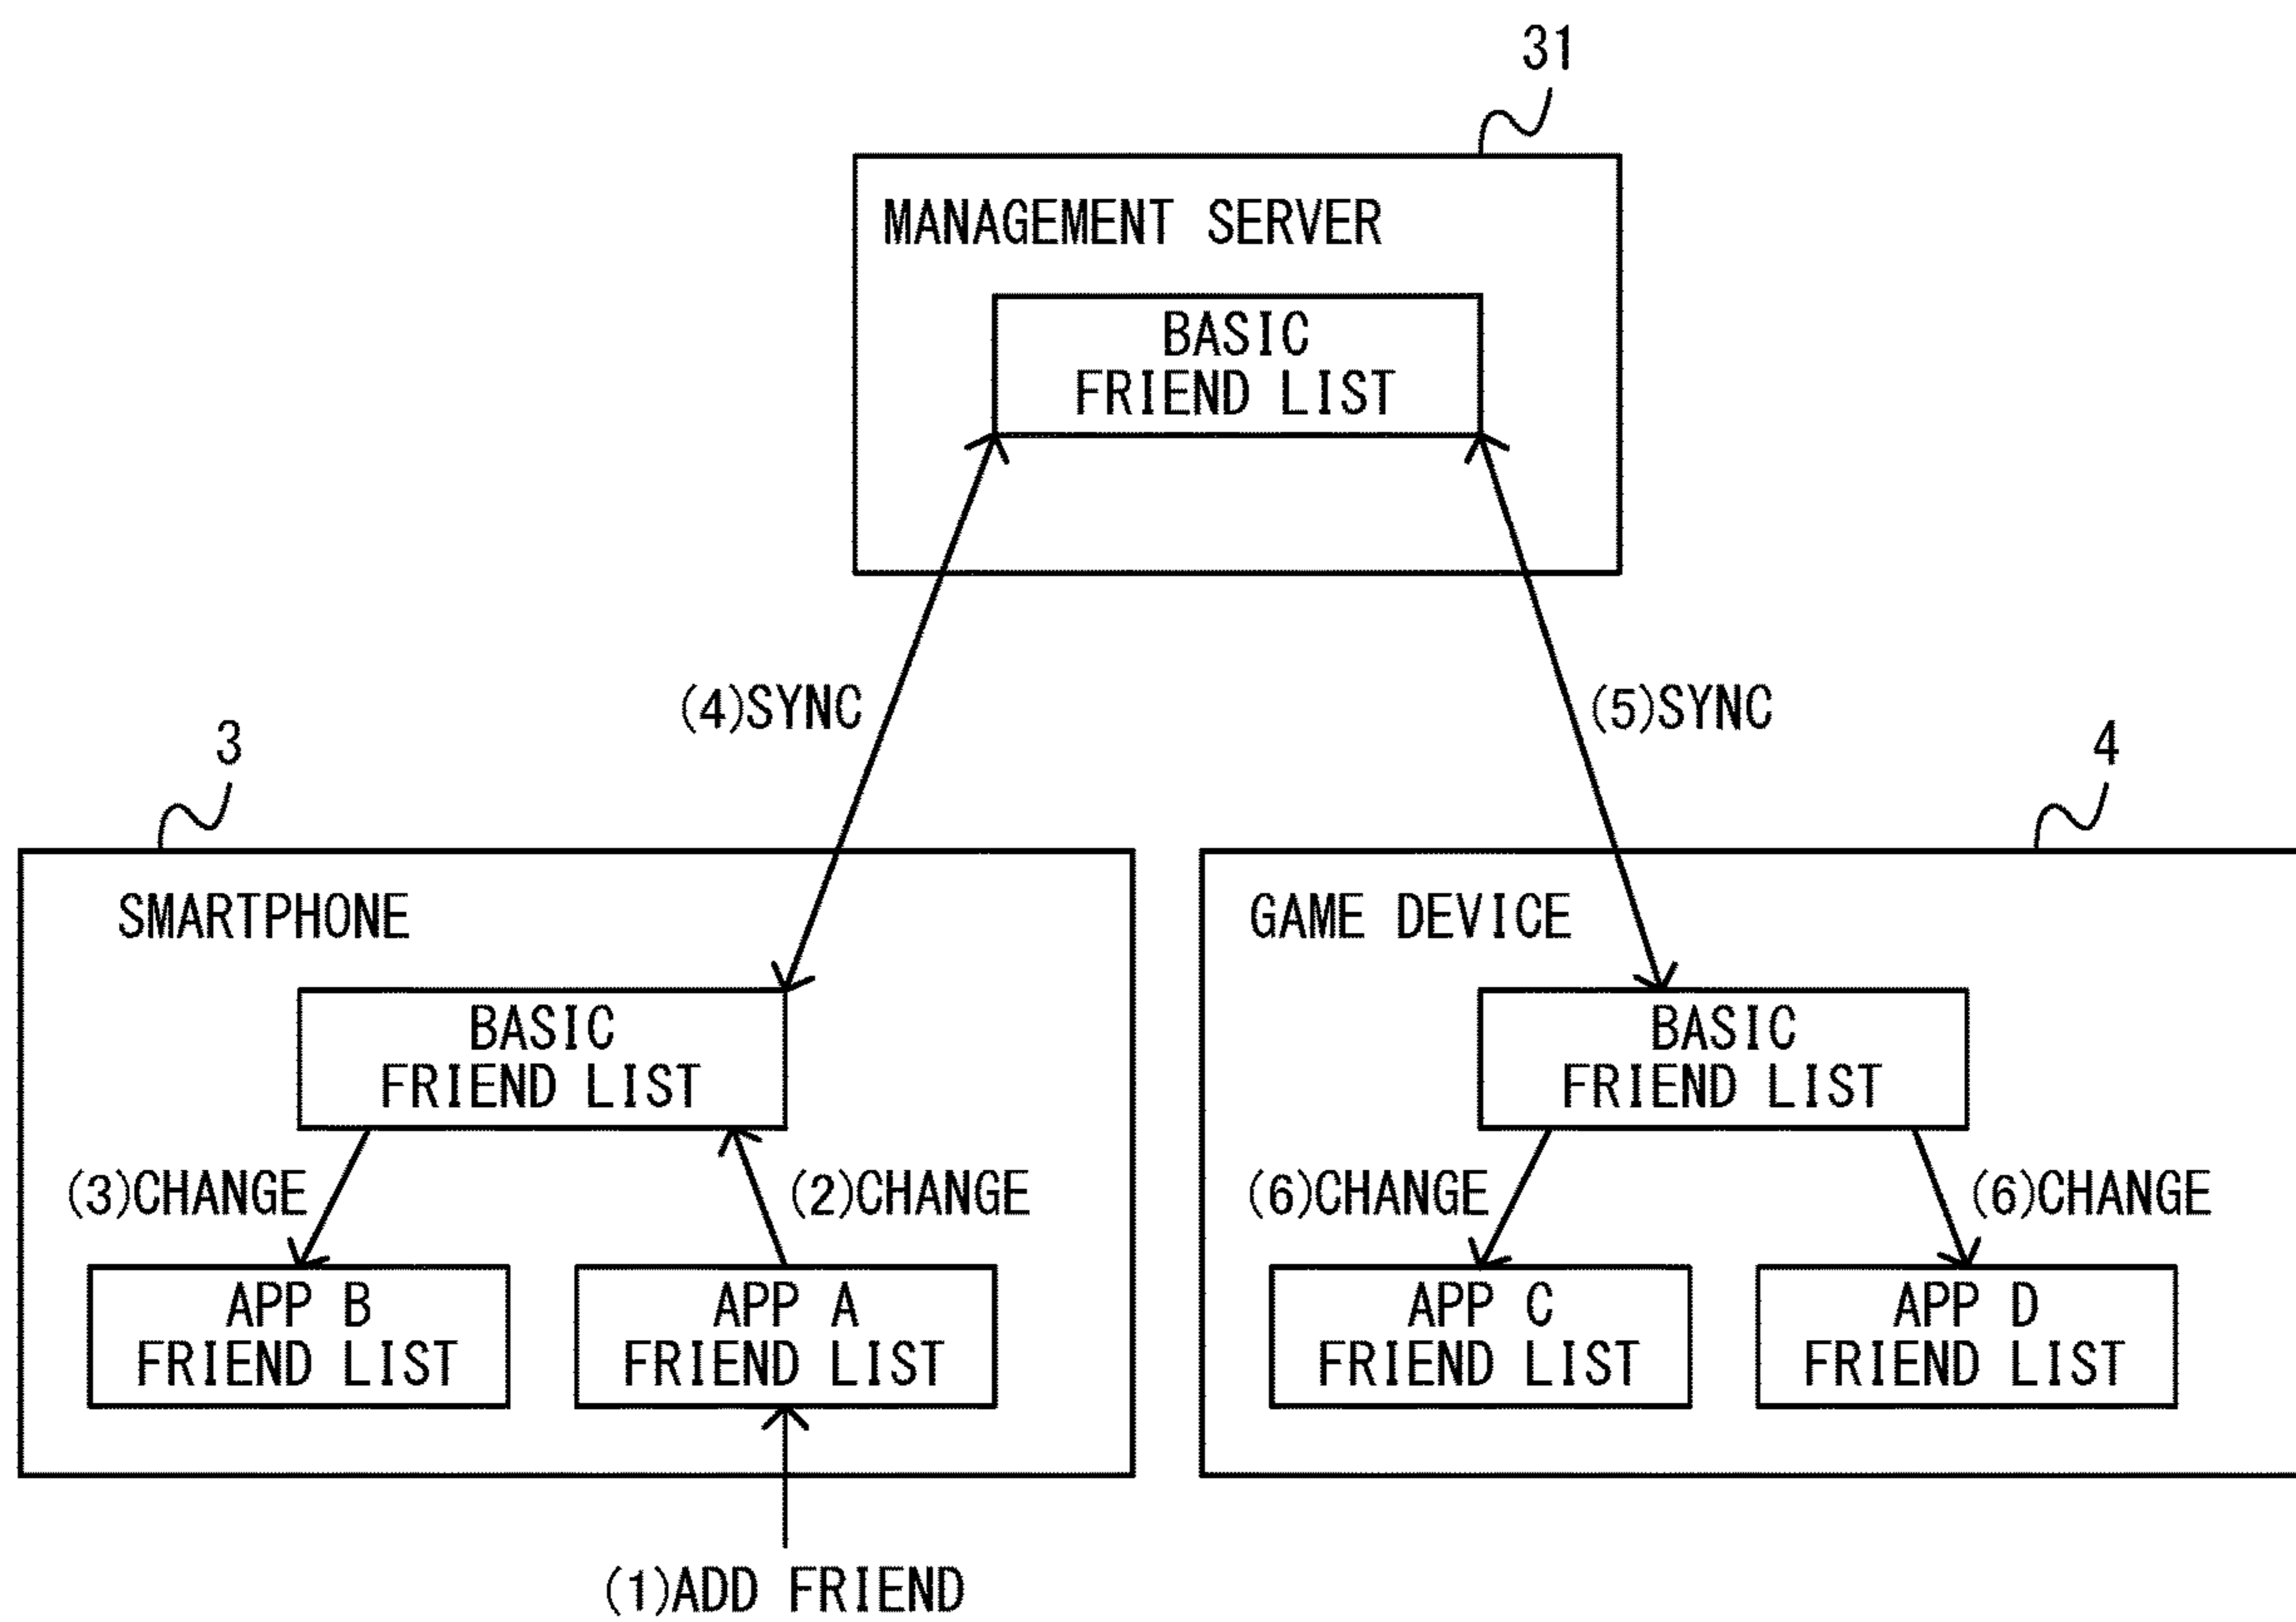 31
MANAGEMENT SERVER
BASIC
FRIEND LIST
(4)SYNC
(5)SYNC
3
4
SMARTPHONE
BASIC
FRIEND LIST
(3)CHANGE
(2)CHANGE
APP B
FRIEND LIST
APP A
FRIEND LIST
(1)ADD FRIEND
GAME DEVICE
BASIC
FRIEND LIST
(6)CHANGE
(6)CHANGE
APP C
FRIEND LIST
APP D
FRIEND LIST